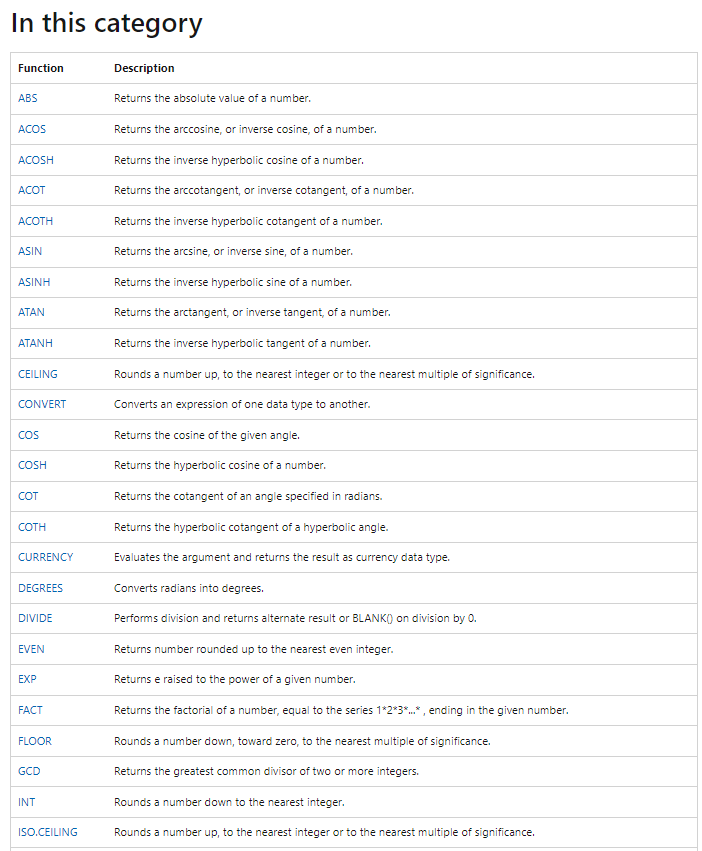 In this category
Function Description
ABS Returns the absolute value of a number.
ACOS Returns the arccosine, or inverse cosine, of a number.
ACOSH Returns the inverse hyperbolic cosine of a number.
ACOT Returns the arccotangent, or inverse cotangent, of a number.
ACOTH Returns the inverse hyperbolic cotangent of a number.
ASIN Returns the arcsine, or inverse sine, of a number.
ASINH Returns the inverse hyperbolic sine of a number.
ATAN Returns the arctangent, or inverse tangent, of a number.
ATANH Returns the inverse hyperbolic tangent of a number.
CEILING Rounds a number up, to the nearest integer or to the nearest multiple of significance.
CONVERT Converts an expression of one data type to another.
COS Returns the cosine of the given angle.
COSH Returns the hyperbolic cosine of a number.
COT Returns the cotangent of an angle specified in radians.
COTH Returns the hyperbolic cotangent of a hyperbolic angle.
CURRENCY Evaluates the argument and returns the result as currency data type.
DEGREES Converts radians into degrees.
DIVIDE Performs division and returns alternate result or BLANK() on division by 0.
EVEN Returns number rounded up to the nearest even integer.
EXP Returns e raised to the power of a given number.
FACT Returns the factorial of a number, equal to the series 1*2*3*...* , ending in the given number.
FLOOR Rounds a number down, toward zero, to the nearest multiple of significance.
GCD Returns the greatest common divisor of two or more integers.
INT Rounds a number down to the nearest integer.
ISO.CEILING Rounds a number up, to the nearest integer or to the nearest multiple of significance.